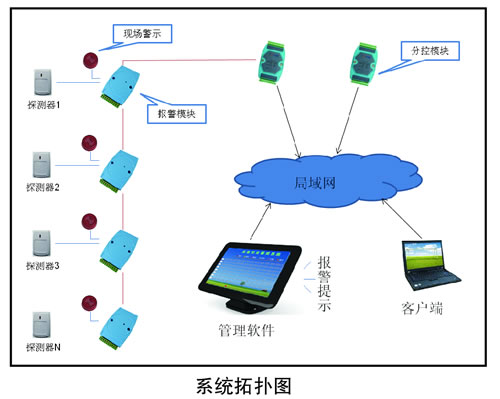 现场警示
分控模块
探测器1
报警模块
探测器2
局域网
探测器3
报警提示
管理软件
客户端
探测器N
系统拓扑图